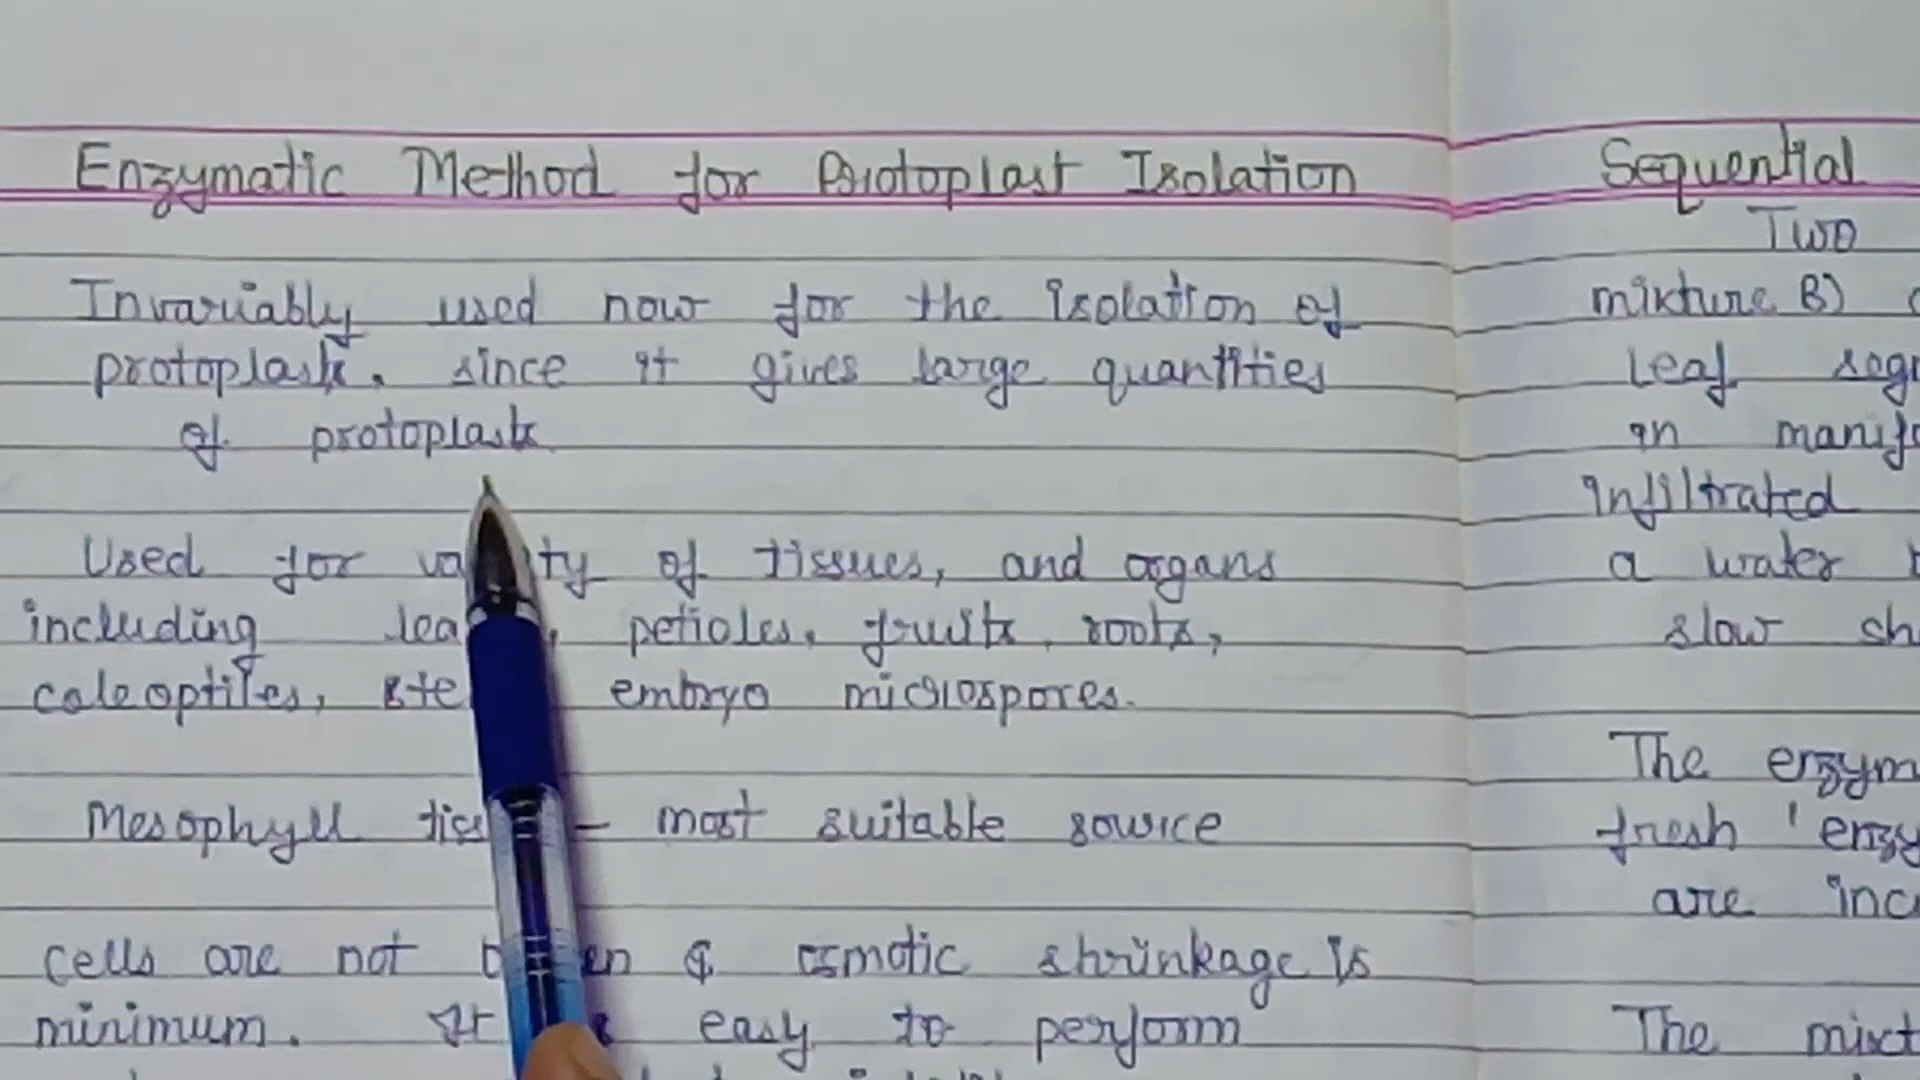 Enzymatic Method for Protoplast Isolation
Invariably used now for the isolation of
protoplasts. since it gives large quantities
of protoplasts
Used for of tissues, and organs
including petioles, fruits, roots,
coleoptiles, embryo microspores.
Mesophyll - most suitable source
cells are not & osmotic shrinkage is
minimum. It easy to perform
Sequential
Two
mixture B)
leaf
in
infiltrated
a water
slow
The
fresh '
are
The